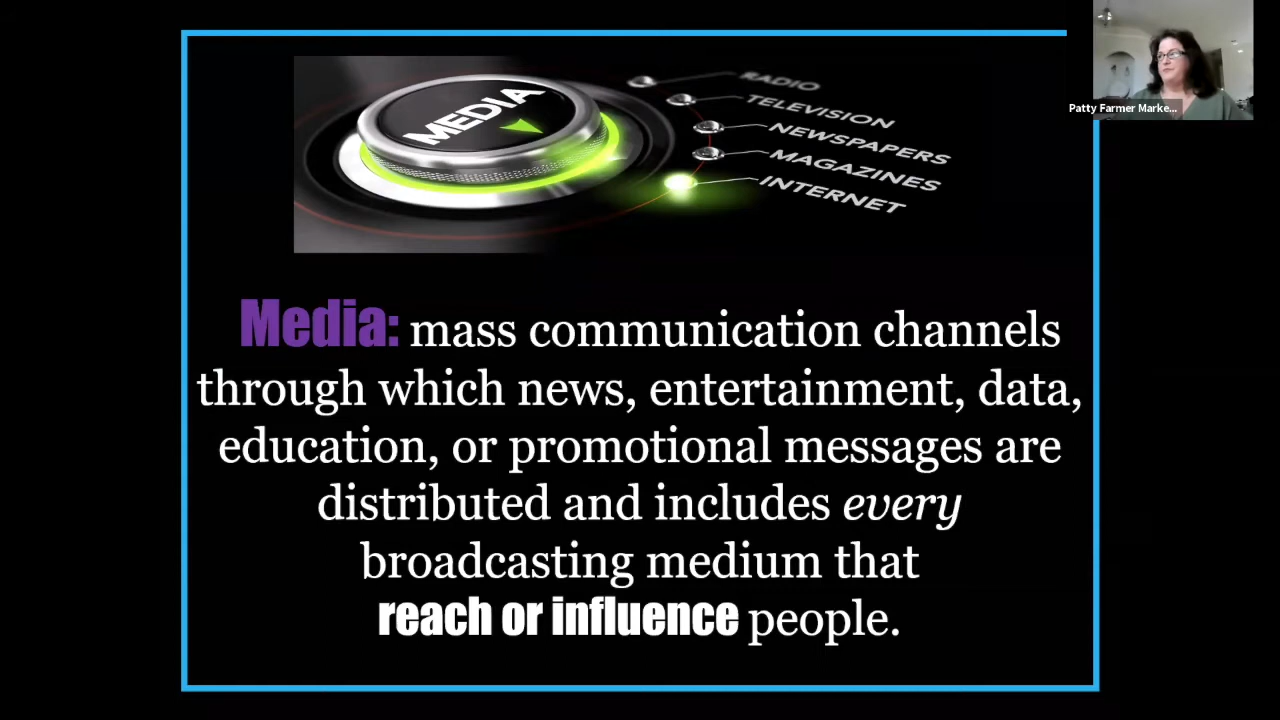 MEDIA
RADIO
TELEVISION
NEWSPAPERS
MAGAZINES
INTERNET
Patty Farmer Marke...
Media: mass communication channels
through which news, entertainment, data,
education, or promotional messages are
distributed and includes every
broadcasting medium that
reach or influence people.